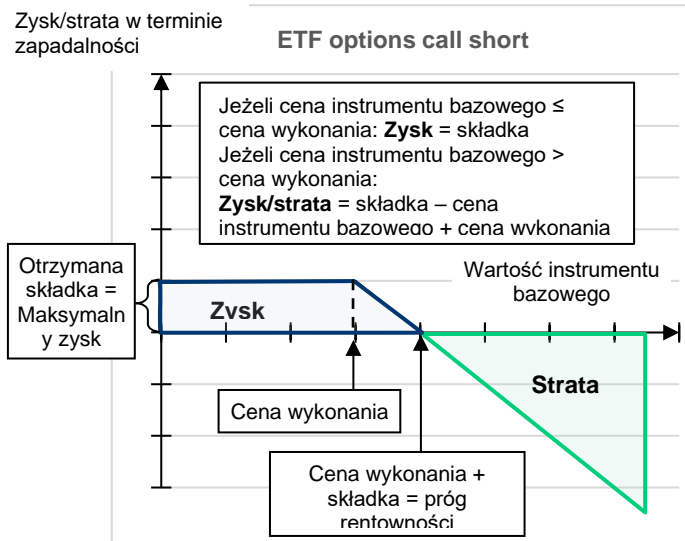 Zysk/strata w terminie
zapadalności
ETF options call short
Jeżeli cena instrumentu bazowego ≤
cena wykonania: Zysk = składka
Jeżeli cena instrumentu bazowego >
cena wykonania:
Zysk/strata = składka – cena
instrumentu bazowego + cena wykonania
Otrzymana
składka =
Maksymaln
y zysk
Zysk
Wartość instrumentu
bazowego
Strata
Cena wykonania
Cena wykonania +
składka = próg
rentowności